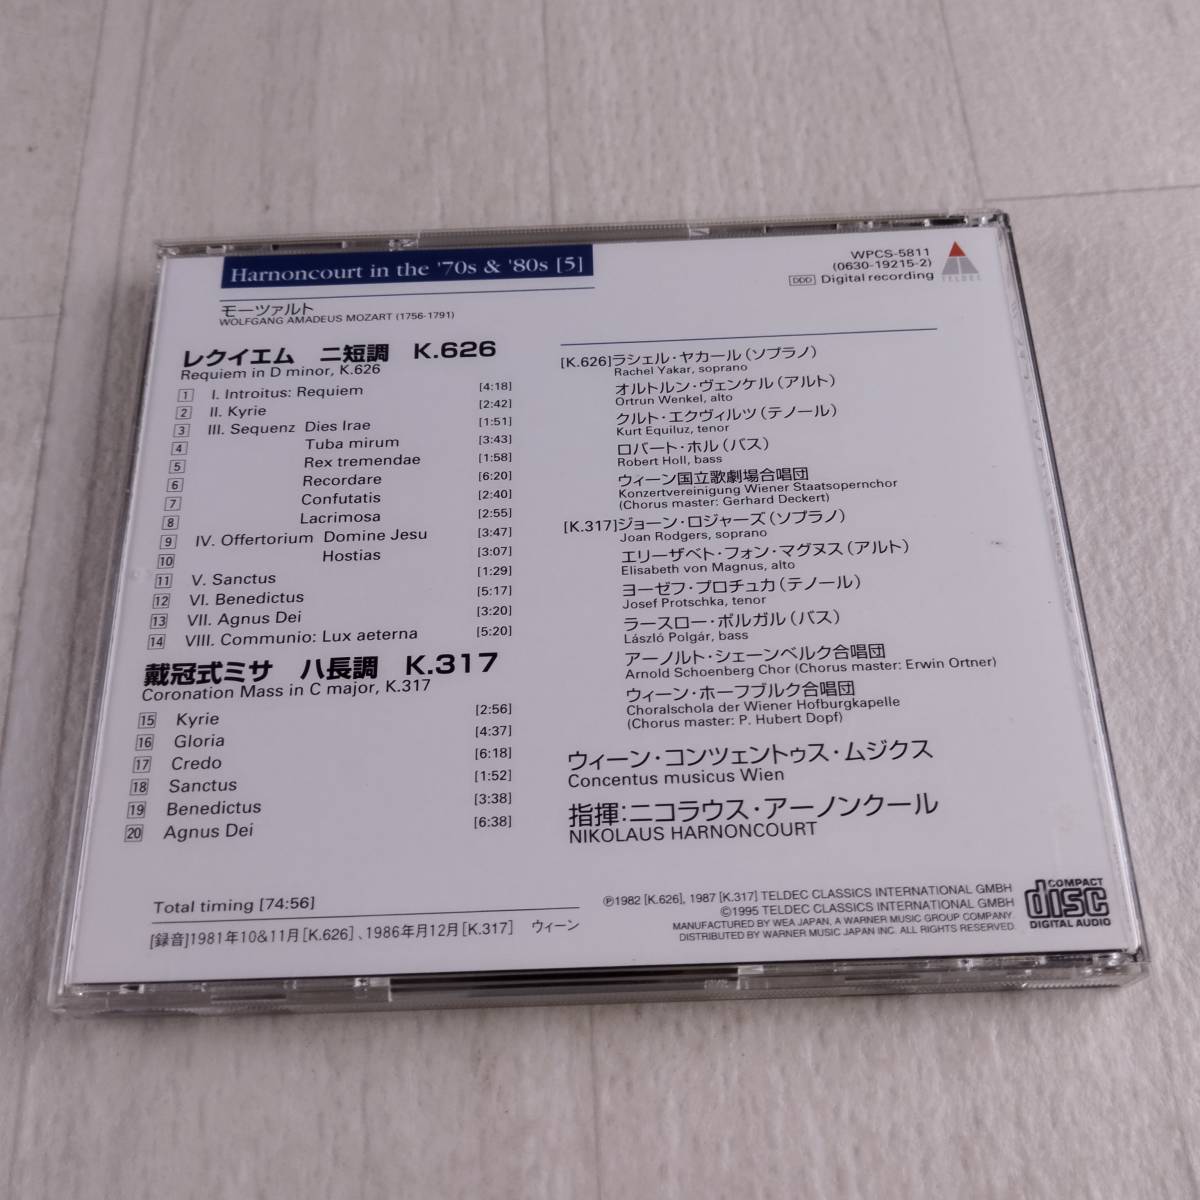 Harnoncourt in the '70s & '80s [5]
WPCS-5811
(0630-19215-2)
DDD Digital recording
TELDEC
モーツァルト
WOLFGANG AMADEUS MOZART (1756-1791)
レクイエム ニ短調 K.626
Requiem in D minor, K.626
1 I. Introitus: Requiem [4:18]
2 II. Kyrie [2:42]
3 III. Sequenz Dies Irae [1:51]
4 Tuba mirum [3:43]
5 Rex tremendae [1:58]
6 Recordare [6:20]
7 Confutatis [2:40]
8 Lacrimosa [2:55]
9 IV. Offertorium Domine Jesu [3:47]
10 Hostias [3:07]
11 V. Sanctus [1:29]
12 VI. Benedictus [5:17]
13 VII. Agnus Dei [3:20]
14 VIII. Communio: Lux aeterna [5:20]
戴冠式ミサ ハ長調 K.317
Coronation Mass in C major, K.317
15 Kyrie [2:56]
16 Gloria [4:37]
17 Credo [6:18]
18 Sanctus [1:52]
19 Benedictus [3:38]
20 Agnus Dei [6:38]
Total timing [74:56]
[録音]1981年10&11月[K.626]、1986年月12月[K.317] ウィーン
[K.626]ラシェル・ヤカール(ソプラノ)
Rachel Yakar, soprano
オルトルン・ヴェンケル(アルト)
Ortrun Wenkel, alto
クルト・エクヴィルツ(テノール)
Kurt Equiluz, tenor
ロバート・ホル(バス)
Robert Holl, bass
ウィーン国立歌劇場合唱団
Konzertvereinigung Wiener Staatsopernchor
(Chorus master: Gerhard Deckert)
[K.317]ジョーン・ロジャーズ(ソプラノ)
Joan Rodgers, soprano
エリーザベト・フォン・マグヌス(アルト)
Elisabeth von Magnus, alto
ヨーゼフ・プロチュカ(テノール)
Josef Protschka, tenor
ラースロー・ポルガル(バス)
László Polgár, bass
アーノルト・シェーンベルク合唱団
Arnold Schoenberg Chor (Chorus master: Erwin Ortner)
ウィーン・ホーフブルク合唱団
Choralschola der Wiener Hofburgkapelle
(Chorus master: P. Hubert Dopf)
ウィーン・コンツェントゥス・ムジクス
Concentus musicus Wien
指揮:ニコラウス・アーノンクール
NIKOLAUS HARNONCOURT
℗1982 [K.626], 1987 [K.317] TELDEC CLASSICS INTERNATIONAL GMBH
©1995 TELDEC CLASSICS INTERNATIONAL GMBH
MANUFACTURED BY WEA JAPAN, A WARNER MUSIC GROUP COMPANY.
DISTRIBUTED BY WARNER MUSIC JAPAN INC. ALL RIGHTS RESERVED.
COMPACT
disc
DIGITAL AUDIO